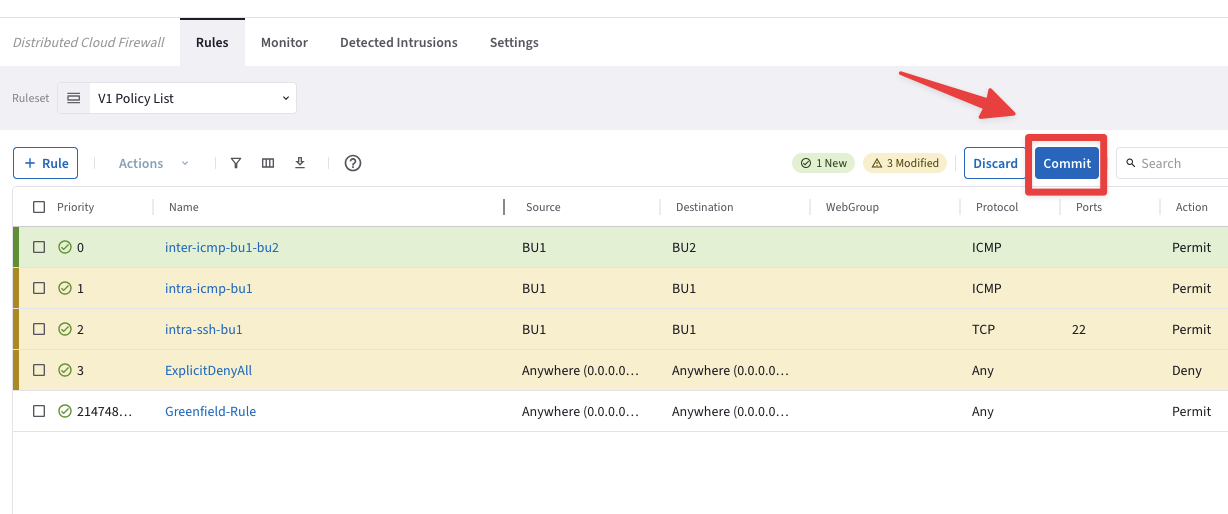 Distributed Cloud Firewall Rules Monitor Detected Intrusions Settings
Ruleset V1 Policy List
+ Rule Actions 1 New 3 Modified Discard Commit Search
Priority Name Source Destination WebGroup Protocol Ports Action
0 inter-icmp-bu1-bu2 BU1 BU2 ICMP Permit
1 intra-icmp-bu1 BU1 BU1 ICMP Permit
2 intra-ssh-bu1 BU1 BU1 TCP 22 Permit
3 ExplicitDenyAll Anywhere (0.0.0.0… Anywhere (0.0.0.0… Any Deny
214748… Greenfield-Rule Anywhere (0.0.0.0… Anywhere (0.0.0.0… Any Permit